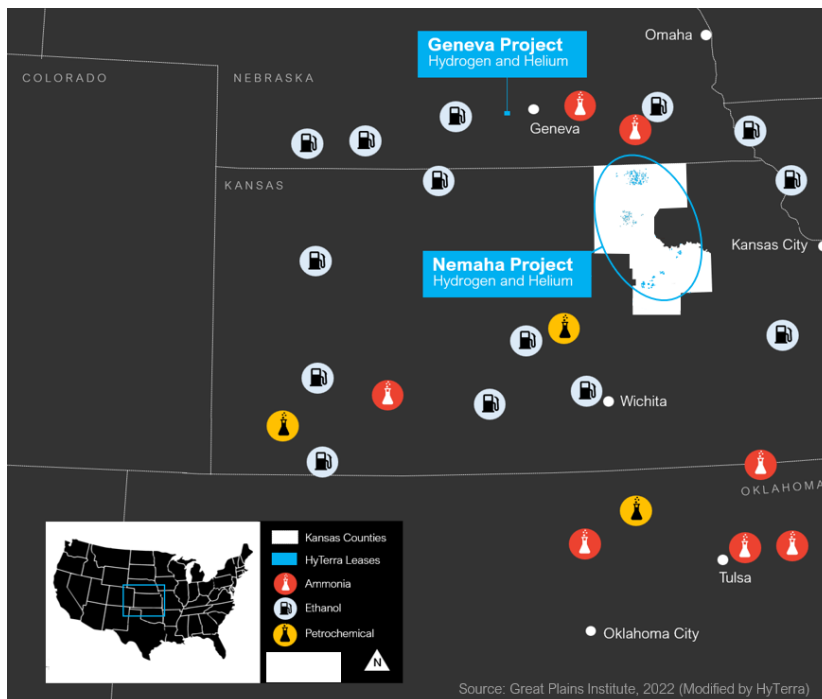 Geneva Project
Hydrogen and Helium
Omaha
COLORADO
NEBRASKA
Geneva
KANSAS
Kansas City
Nemaha Project
Hydrogen and Helium
Wichita
OKLAHOMA
Kansas Counties
HyTerra Leases
Ammonia
Ethanol
Petrochemical
N
Tulsa
Oklahoma City
Source: Great Plains Institute, 2022 (Modified by HyTerra)